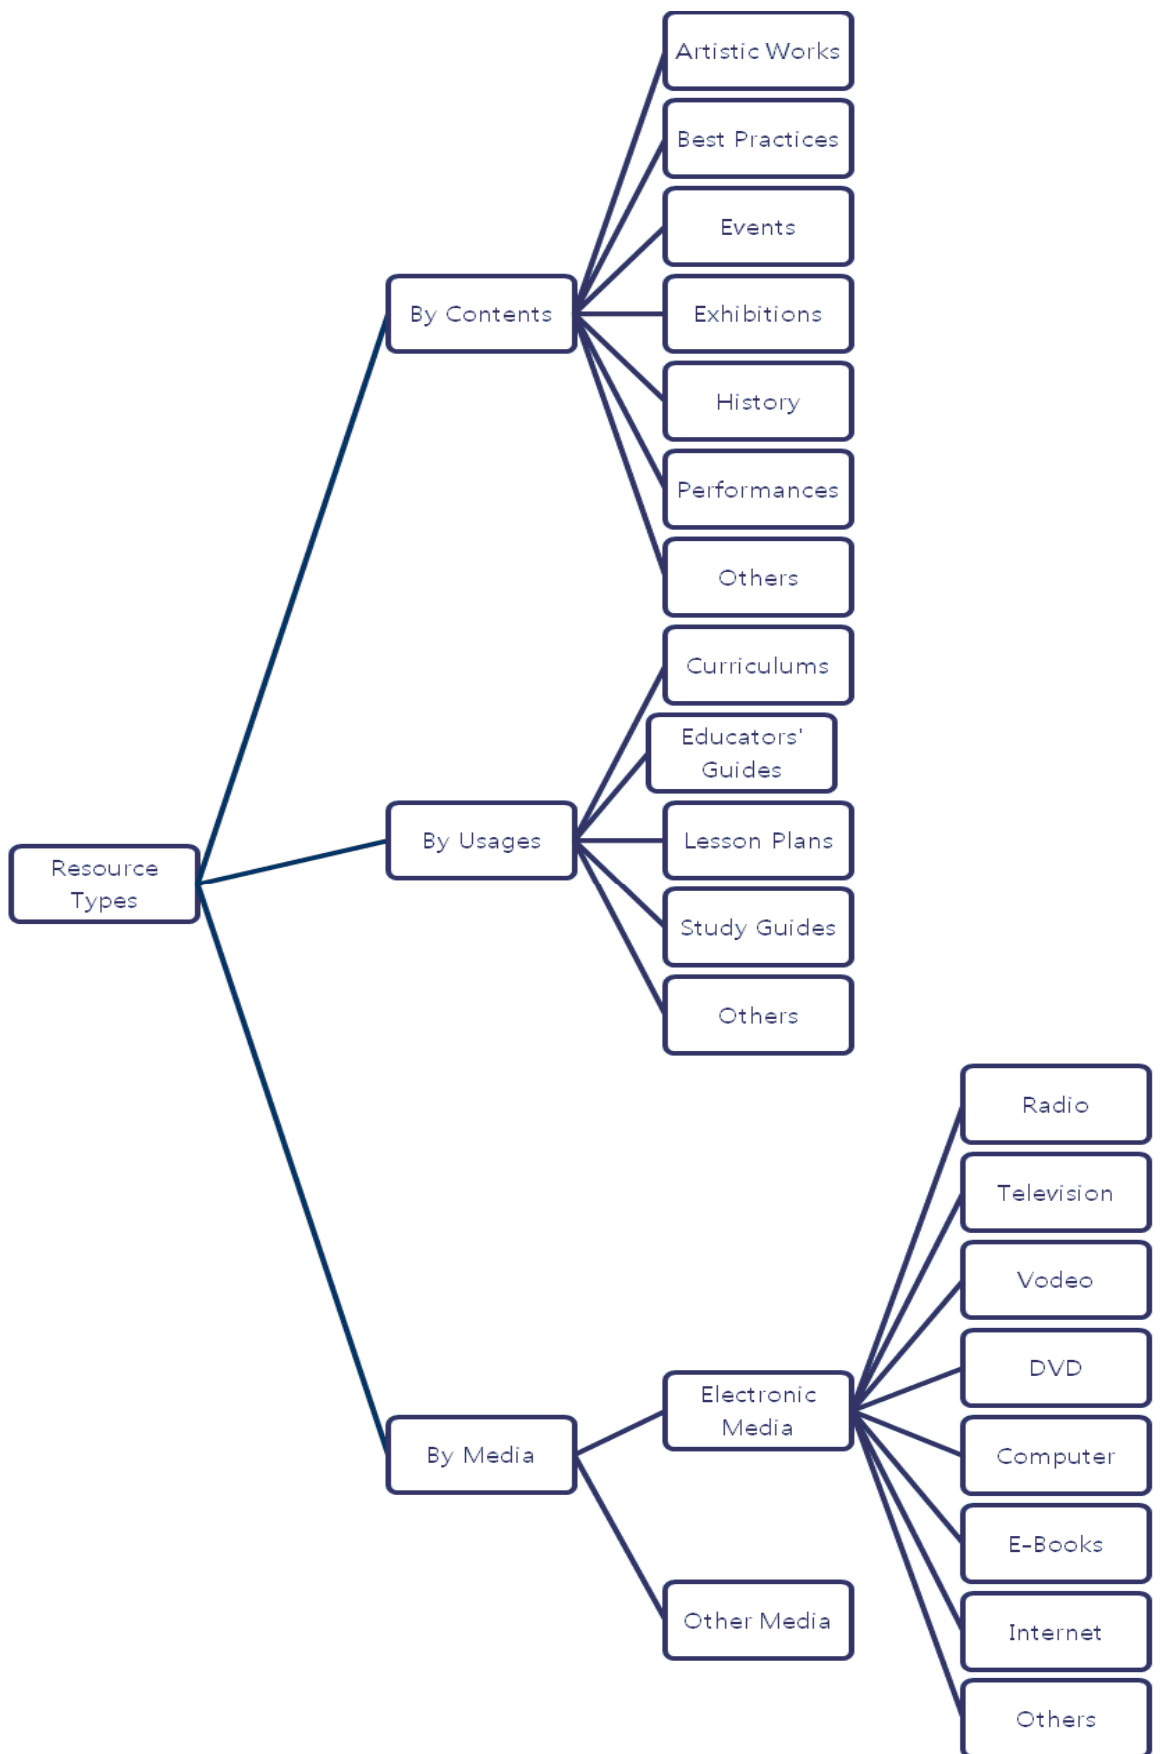 Artistic Works
Best Practices
Events
Exhibitions
By Contents
History
Performances
Others
Curriculums
Educators'
Guides
By Usages
Lesson Plans
Resource
Types
Study Guides
Others
Radio
Television
Vodeo
DVD
Electronic
Media
By Media
Computer
E-Books
Other Media
Internet
Others